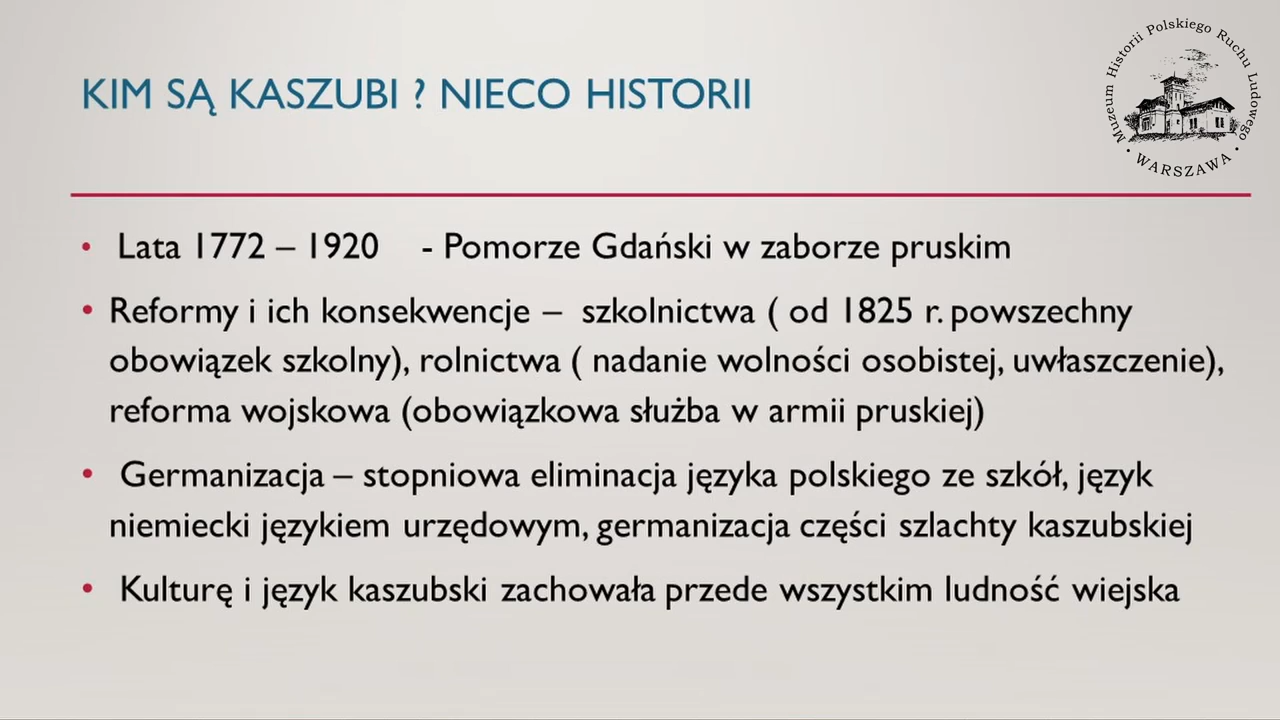 KIM SĄ KASZUBI ? NIECO HISTORII
Muzeum Historii Polskiego Ruchu Ludowego
• WARSZAWA •
• Lata 1772 – 1920 - Pomorze Gdański w zaborze pruskim
• Reformy i ich konsekwencje – szkolnictwa ( od 1825 r. powszechny
obowiązek szkolny), rolnictwa ( nadanie wolności osobistej, uwłaszczenie),
reforma wojskowa (obowiązkowa służba w armii pruskiej)
• Germanizacja – stopniowa eliminacja języka polskiego ze szkół, język
niemiecki językiem urzędowym, germanizacja części szlachty kaszubskiej
• Kulturę i język kaszubski zachowała przede wszystkim ludność wiejska